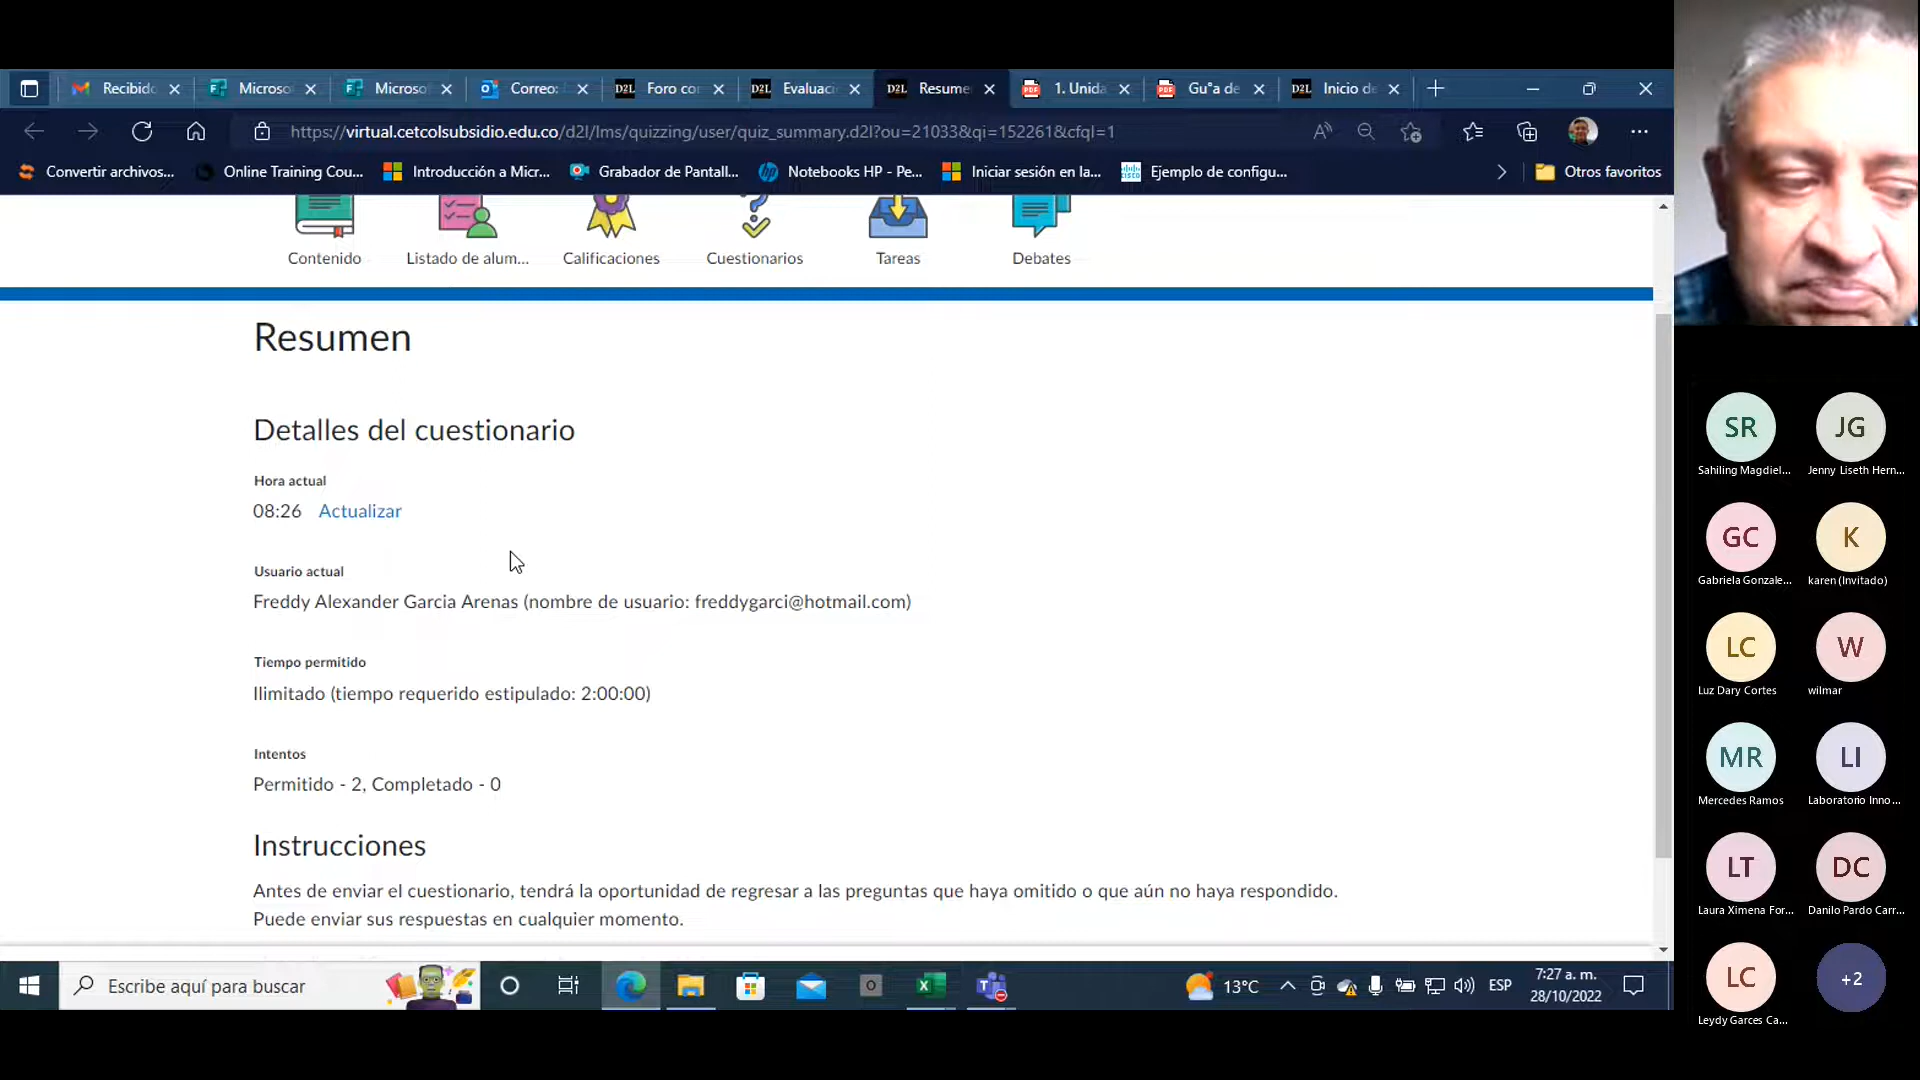 Recibido
Microso
Microso
Correo:
D2L Foro co
D2L Evaluaci
D2L Resume
PDF 1. Unida
PDF Gu°a de
D2L Inicio de
https://virtual.cetcolsubsidio.edu.co/d2l/lms/quizzing/user/quiz_summary.d2l?ou=21033&qi=152261&cfql=1
Convertir archivos...
Online Training Cou...
Introducción a Micr...
Grabador de Pantall...
Notebooks HP - Pe...
Iniciar sesión en la...
Ejemplo de configu...
Otros favoritos
Contenido
Listado de alum...
Calificaciones
Cuestionarios
Tareas
Debates
Resumen
Detalles del cuestionario
Hora actual
08:26 Actualizar
Usuario actual
Freddy Alexander Garcia Arenas (nombre de usuario: freddygarci@hotmail.com)
Tiempo permitido
Ilimitado (tiempo requerido estipulado: 2:00:00)
Intentos
Permitido - 2, Completado - 0
Instrucciones
Antes de enviar el cuestionario, tendrá la oportunidad de regresar a las preguntas que haya omitido o que aún no haya respondido.
Puede enviar sus respuestas en cualquier momento.
Escribe aquí para buscar
13°C
ESP
7:27 a. m.
28/10/2022
SR
Sahiling Magdiel...
JG
Jenny Liseth Hern...
GC
Gabriela Gonzale...
K
karen (Invitado)
LC
Luz Dary Cortes
W
wilmar
MR
Mercedes Ramos
LI
Laboratorio Inno...
LT
Laura Ximena For...
DC
Danilo Pardo Carr...
LC
Leydy Garces Ca...
+2